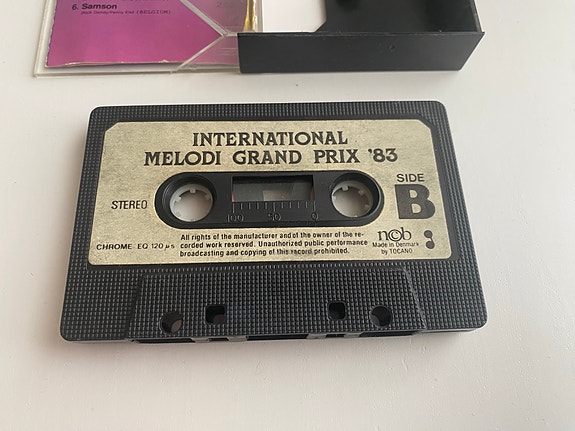 6. Samson
INTERNATIONAL
MELODI GRAND PRIX '83
SIDE
B
STEREO
100 50 0
CHROME EQ 120 µs
All rights of the manufacturer and of the owner of the re-
corded work reserved. Unauthorized public performance
broadcasting and copying of this record prohibited.
ncb
Made in Denmark
by TOCANO